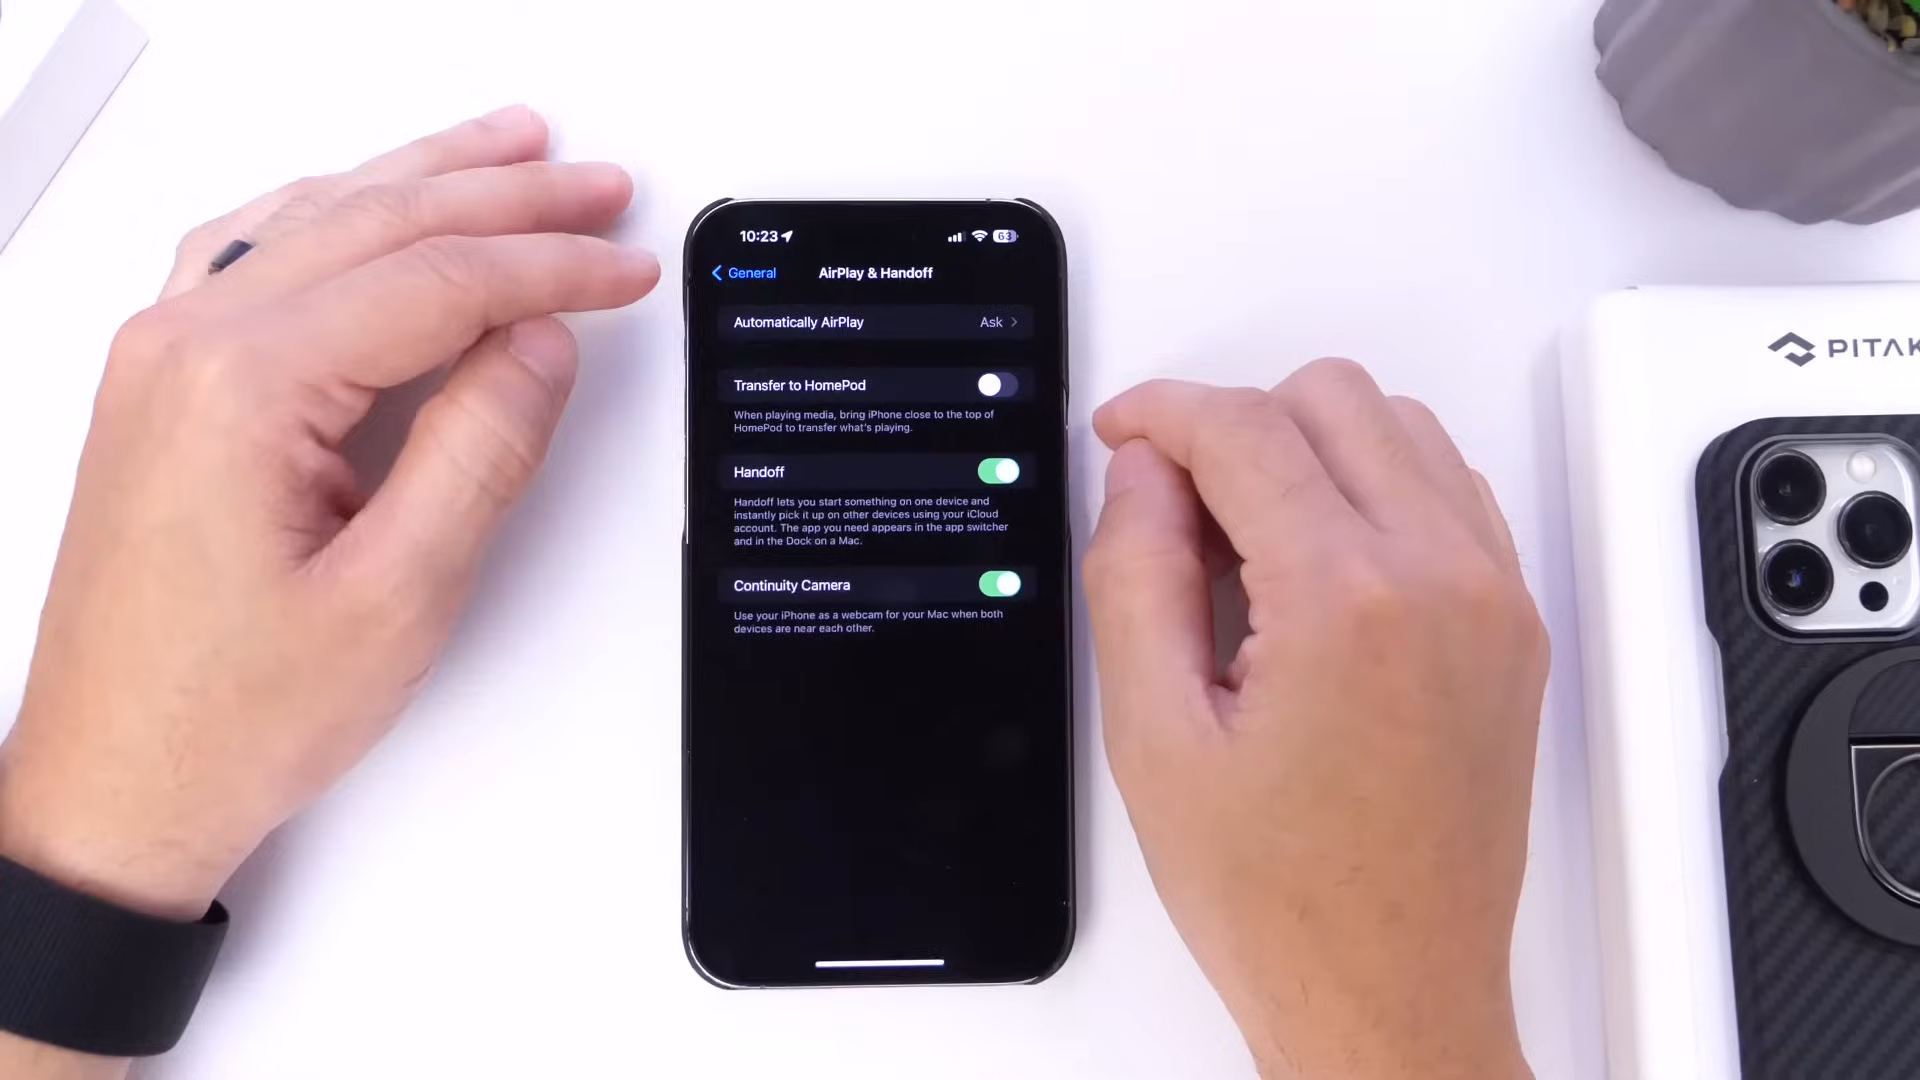 10:23
63
General
AirPlay & Handoff
Automatically AirPlay
Ask
Transfer to HomePod
When playing media, bring iPhone close to the top of
HomePod to transfer what's playing.
Handoff
Handoff lets you start something on one device and
instantly pick it up on other devices using your iCloud
account. The app you need appears in the app switcher
and in the Dock on a Mac.
Continuity Camera
Use your iPhone as a webcam for your Mac when both
devices are near each other.
PITAK